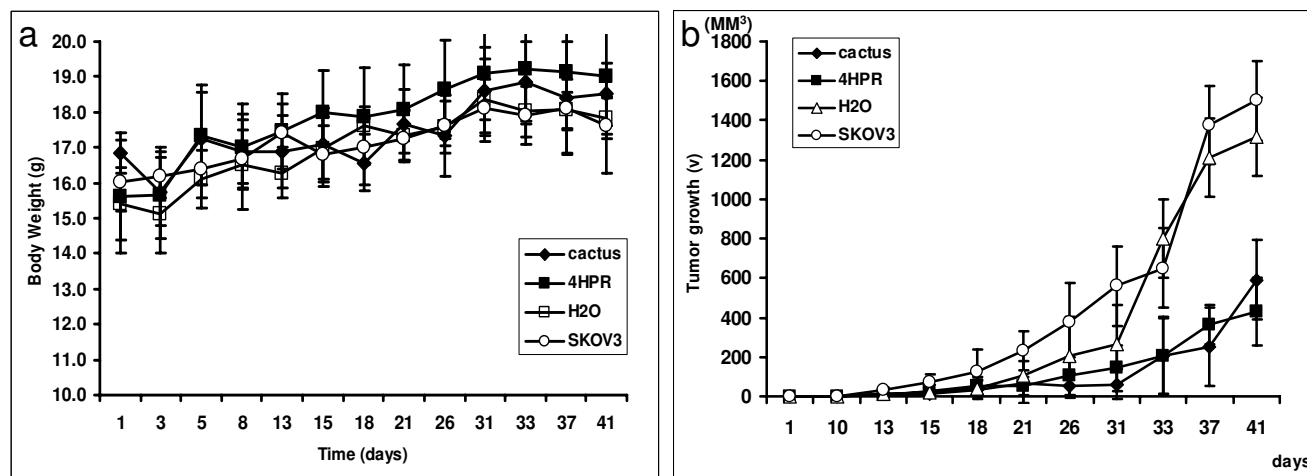 a
20.0
19.0
18.0
17.0
16.0
15.0
14.0
13.0
12.0
11.0
10.0
Body Weight (g)
cactus
4HPR
H2O
SKOV3
1 3 5 8 13 15 18 21 26 31 33 37 41
Time (days)
b
(MM³)
1800
1600
1400
1200
1000
800
600
400
200
0
Tumor growth (v)
cactus
4HPR
H2O
SKOV3
1 10 13 15 18 21 26 31 33 37 41
days